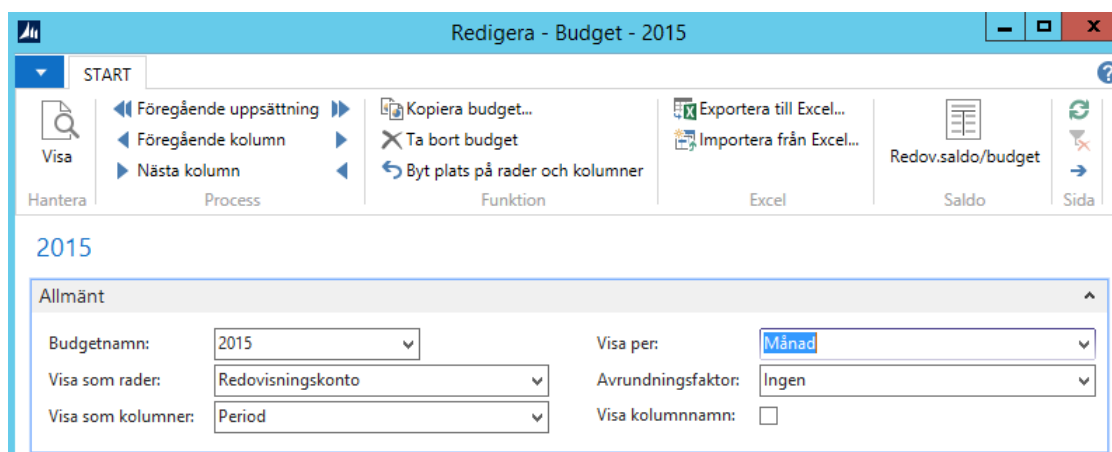 Redigera - Budget - 2015
START
Visa
Hantera
Föregående uppsättning
Föregående kolumn
Nästa kolumn
Process
Kopiera budget...
Ta bort budget
Byt plats på rader och kolumner
Funktion
Exportera till Excel...
Importera från Excel...
Excel
Redov.saldo/budget
Saldo
Sida
2015
Allmänt
Budgetnamn: 2015
Visa som rader: Redovisningskonto
Visa som kolumner: Period
Visa per: Månad
Avrundningsfaktor: Ingen
Visa kolumnnamn: